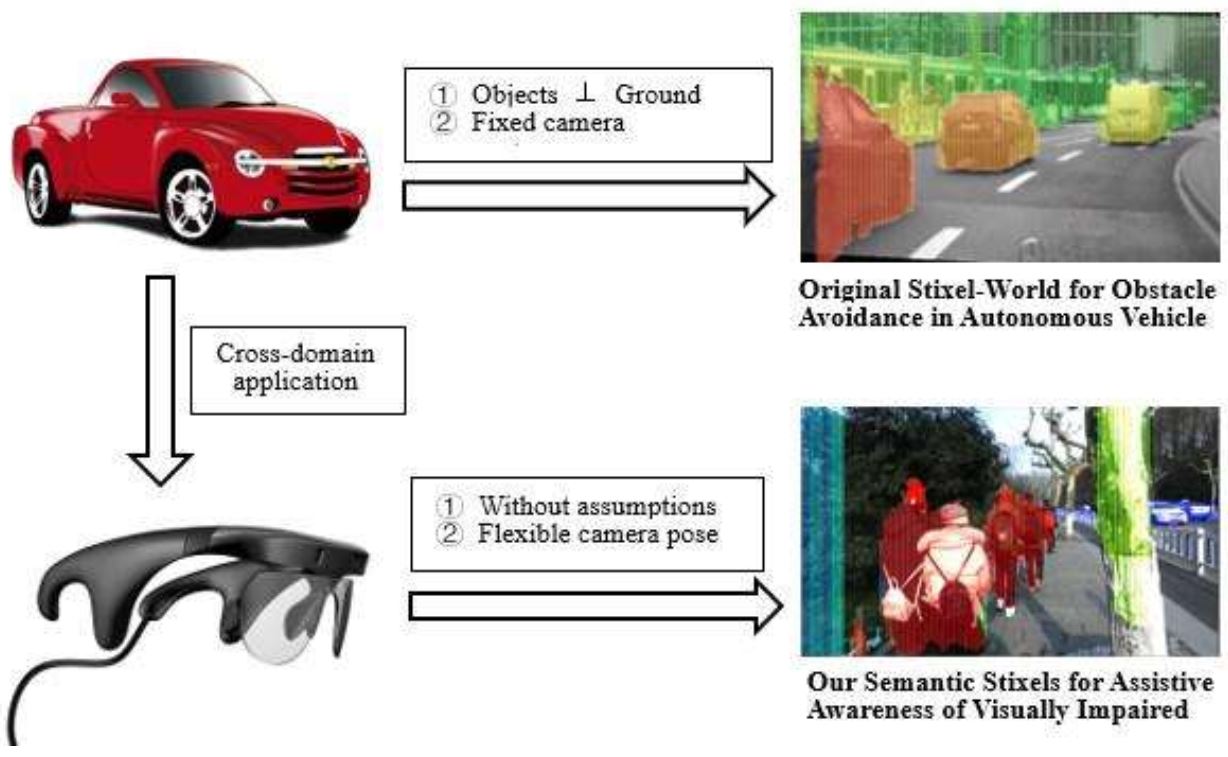 ① Objects ⊥ Ground
② Fixed camera
Original Stixel-World for Obstacle
Avoidance in Autonomous Vehicle
Cross-domain
application
① Without assumptions
② Flexible camera pose
Our Semantic Stixels for Assistive
Awareness of Visually Impaired